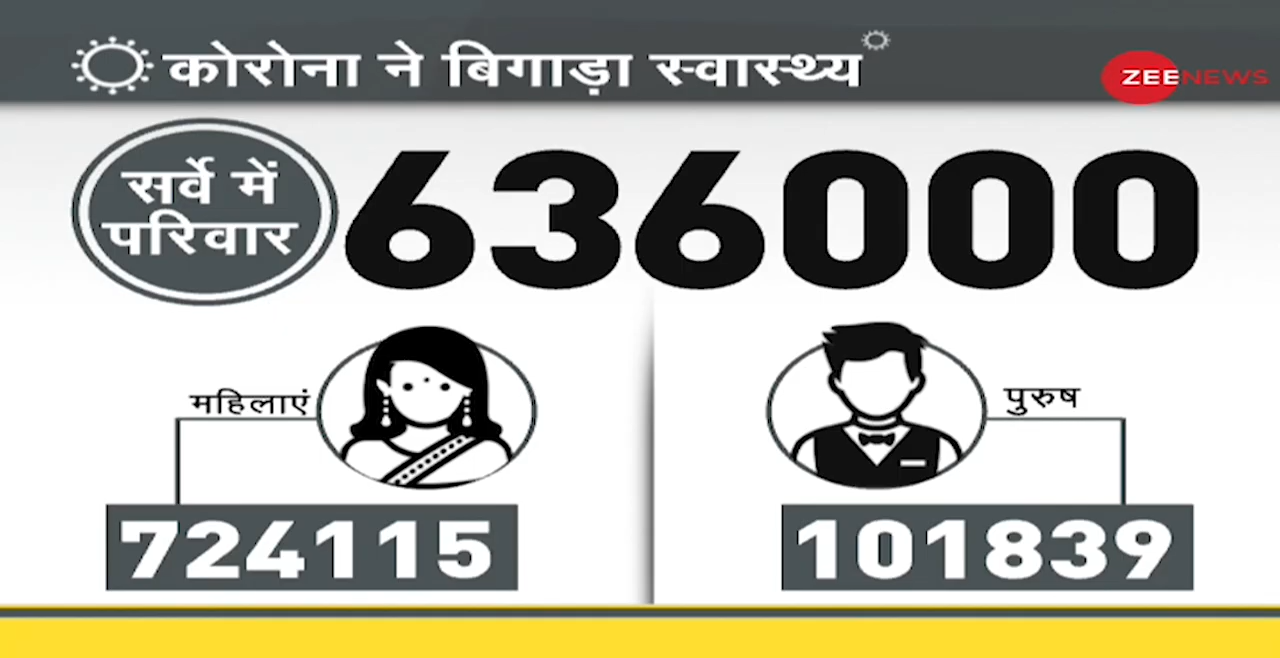 कोरोना ने बिगाड़ा स्वास्थ्य
ZEENEWS
सर्वे में
परिवार
636000
महिलाएं
पुरुष
724115
101839